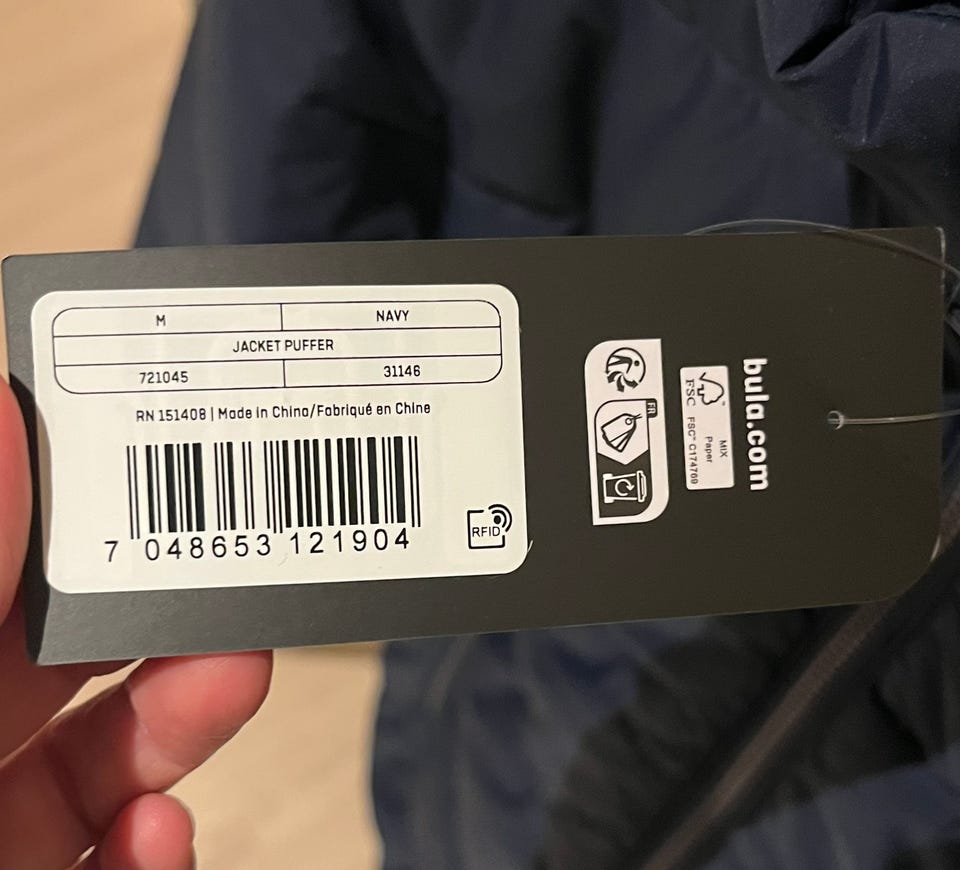 M NAVY
JACKET PUFFER
721045 31146
RN 151408 | Made in China/Fabriqué en Chine
7 048653 121904
RFID
FR
FSC
MIX
Paper
FSC™ C174769
bula.com